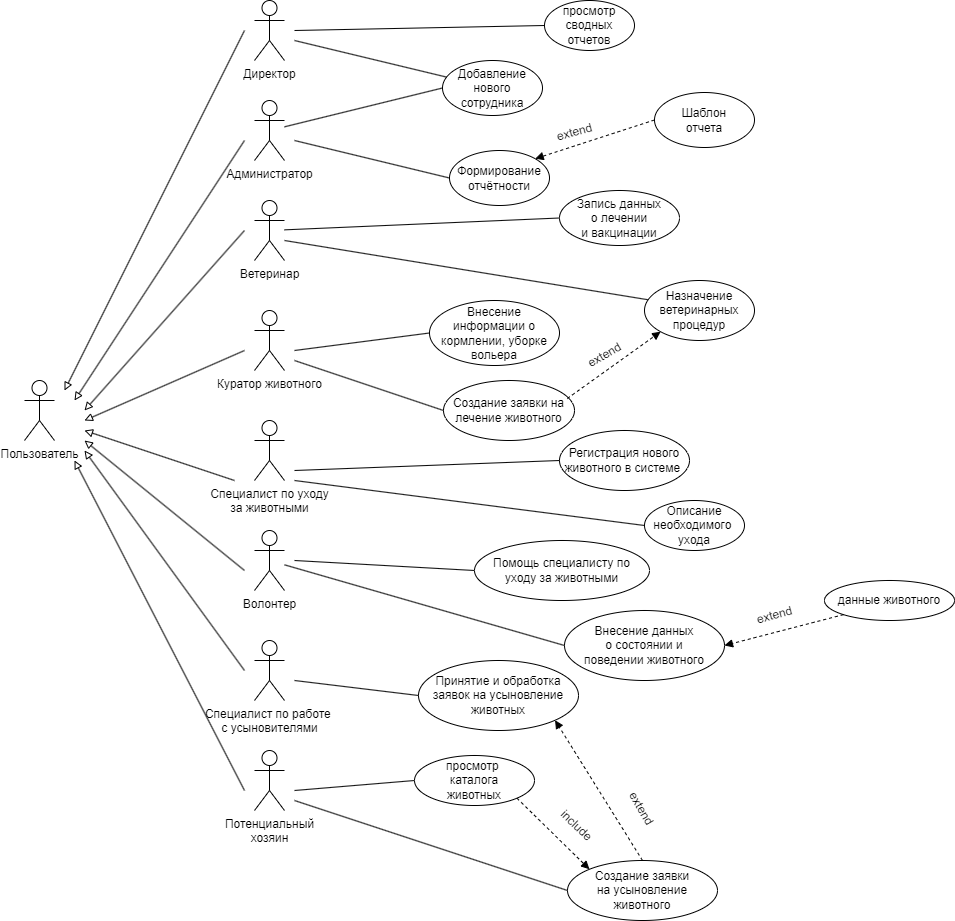 просмотр
сводных
отчетов
Директор
Добавление
нового
сотрудника
Шаблон
отчета
extend
Администратор
Формирование
отчётности
Запись данных
о лечении
и вакцинации
Ветеринар
Назначение
ветеринарных
процедур
Внесение
информации о
кормлении, уборке
вольера
extend
Куратор животного
Создание заявки на
лечение животного
Пользователь
Регистрация нового
животного в системе
Специалист по уходу
за животными
Описание
необходимого
ухода
Помощь специалисту по
уходу за животными
Волонтер
данные животного
extend
Внесение данных
о состоянии и
поведении животного
Принятие и обработка
заявок на усыновление
животных
Специалист по работе
с усыновителями
просмотр
каталога
животных
extend
include
Потенциальный
хозяин
Создание заявки
на усыновление
животного